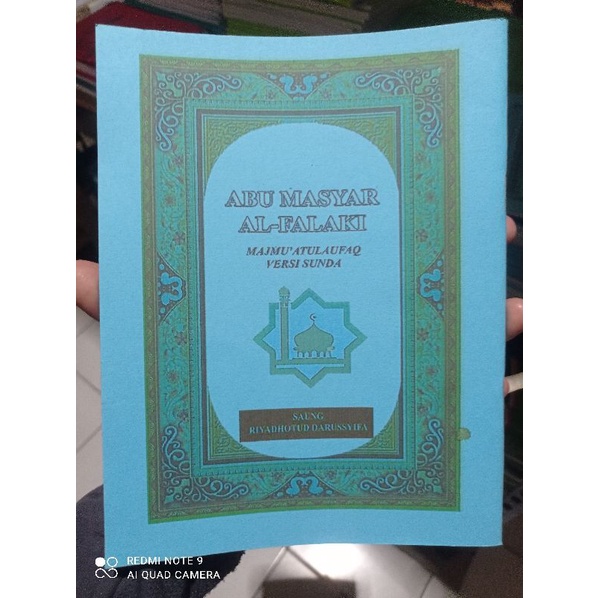 ABU MASYAR
AL-FALAKI
MAJMU'ATULAUFAQ
VERSI SUNDA
SAUNG
RIYADHOTUD DARUSSYIFA
REDMI NOTE 9
AI QUAD CAMERA